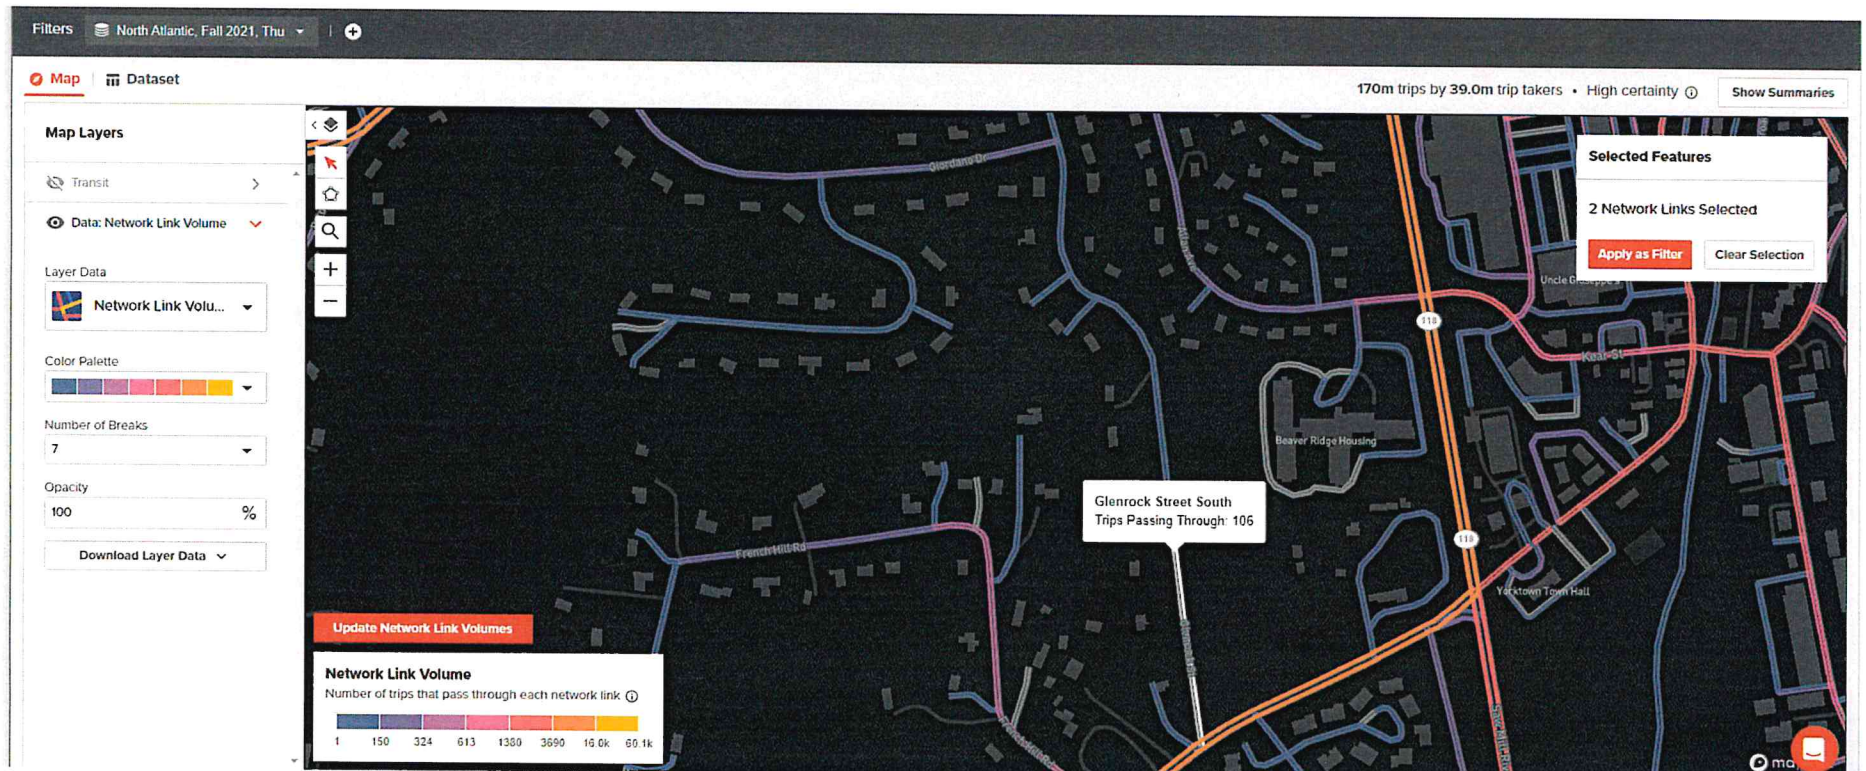 Filters
North Atlantic, Fall 2021, Thu
Map
Dataset
170m trips by 39.0m trip takers • High certainty
Show Summaries
Map Layers
Transit
Data: Network Link Volume
Layer Data
Network Link Volu...
Color Palette
Number of Breaks
7
Opacity
100 %
Download Layer Data
Giordano Dr
Selected Features
2 Network Links Selected
Apply as Filter
Clear Selection
118
Kear St
Beaver Ridge Housing
Glenrock Street South
Trips Passing Through: 106
118
French Hill Rd
Yorktown Town Hall
Update Network Link Volumes
Network Link Volume
Number of trips that pass through each network link
1 150 324 613 1380 3690 16.0k 60.1k